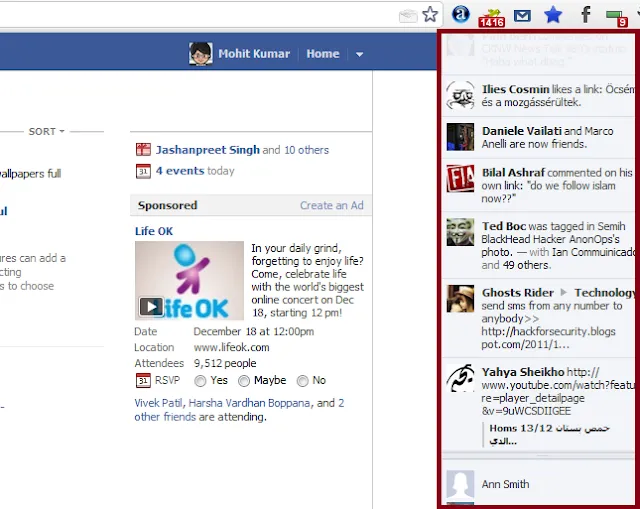 1416
9
Mohit Kumar
Home
SORT
allpapers full
ul
ures can add a
cting
s to choose
Jashanpreet Singh and 10 others
31 4 events today
Sponsored
Create an Ad
Life OK
Life OK
In your daily grind,
forgetting to enjoy life?
Come, celebrate life
with the world's biggest
online concert on Dec
18, starting 12 pm!
Date December 18 at 12:00pm
Location www.lifeok.com
Attendees 9,512 people
31 RSVP Yes Maybe No
Vivek Patil, Harsha Vardhan Boppana, and 2
other friends are attending.
Ilies Cosmin likes a link: Öcsém
és a mozgássérültek.
Daniele Vailati and Marco
Anelli are now friends.
Bilal Ashraf commented on his
own link: "do we follow islam
now??"
Ted Boc was tagged in Semih
BlackHead Hacker AnonOps's
photo. — with Ian Commuinicado
and 49 others.
Ghosts Rider ▶ Technology
send sms from any number to
anybody>>
http://hackforsecurity.blogs
pot.com/2011/1...
Yahya Sheikho http://
www.youtube.com/watch?featu
re=player_detailpage
&v=9uWCSDIIGEE
Homs 13/12 حمص بستان
الدي...
Ann Smith